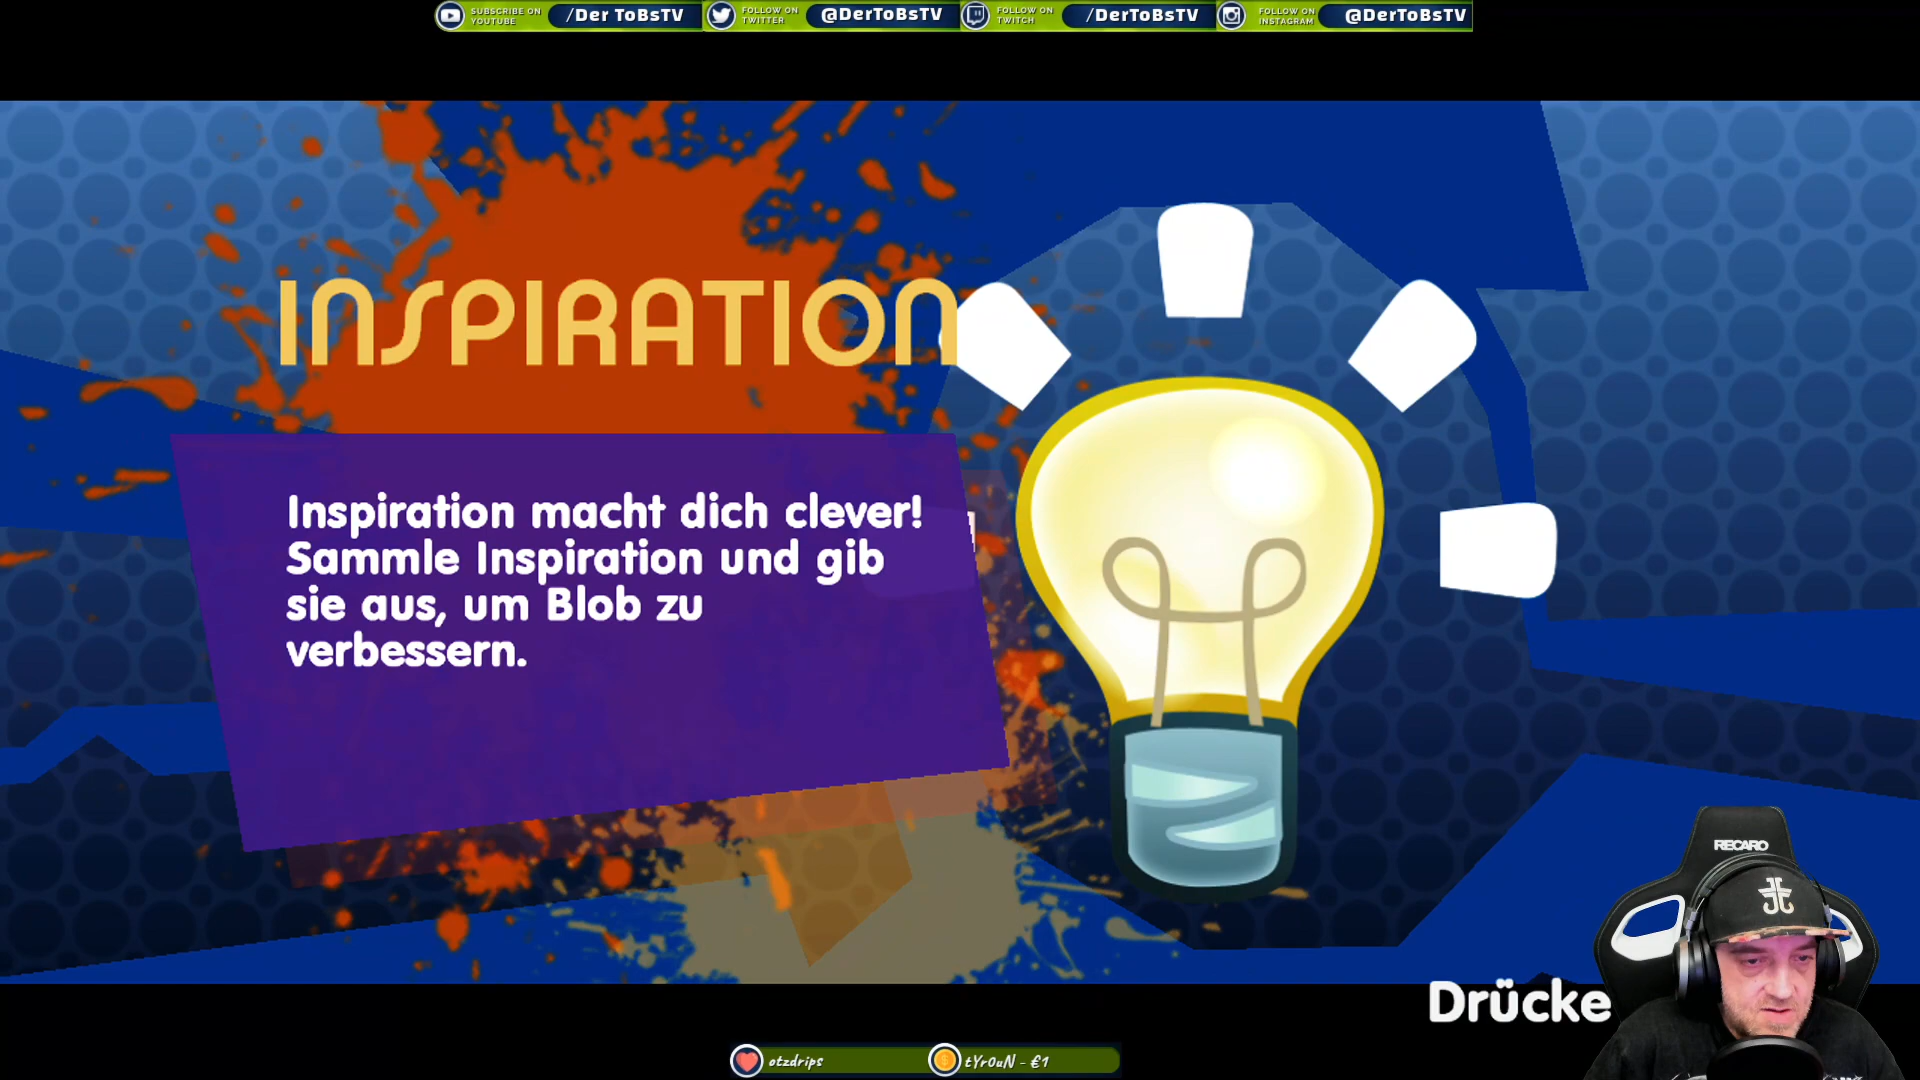 SUBSCRIBE ON YOUTUBE /Der ToBsTV FOLLOW ON TWITTER @DerToBsTV FOLLOW ON TWITCH /DerToBsTV FOLLOW ON INSTAGRAM @DerToBsTV
INSPIRATION
Inspiration macht dich clever!
Sammle Inspiration und gib
sie aus, um Blob zu
verbessern.
RECARO
Drücke
otzdrips tYr0uN - €1